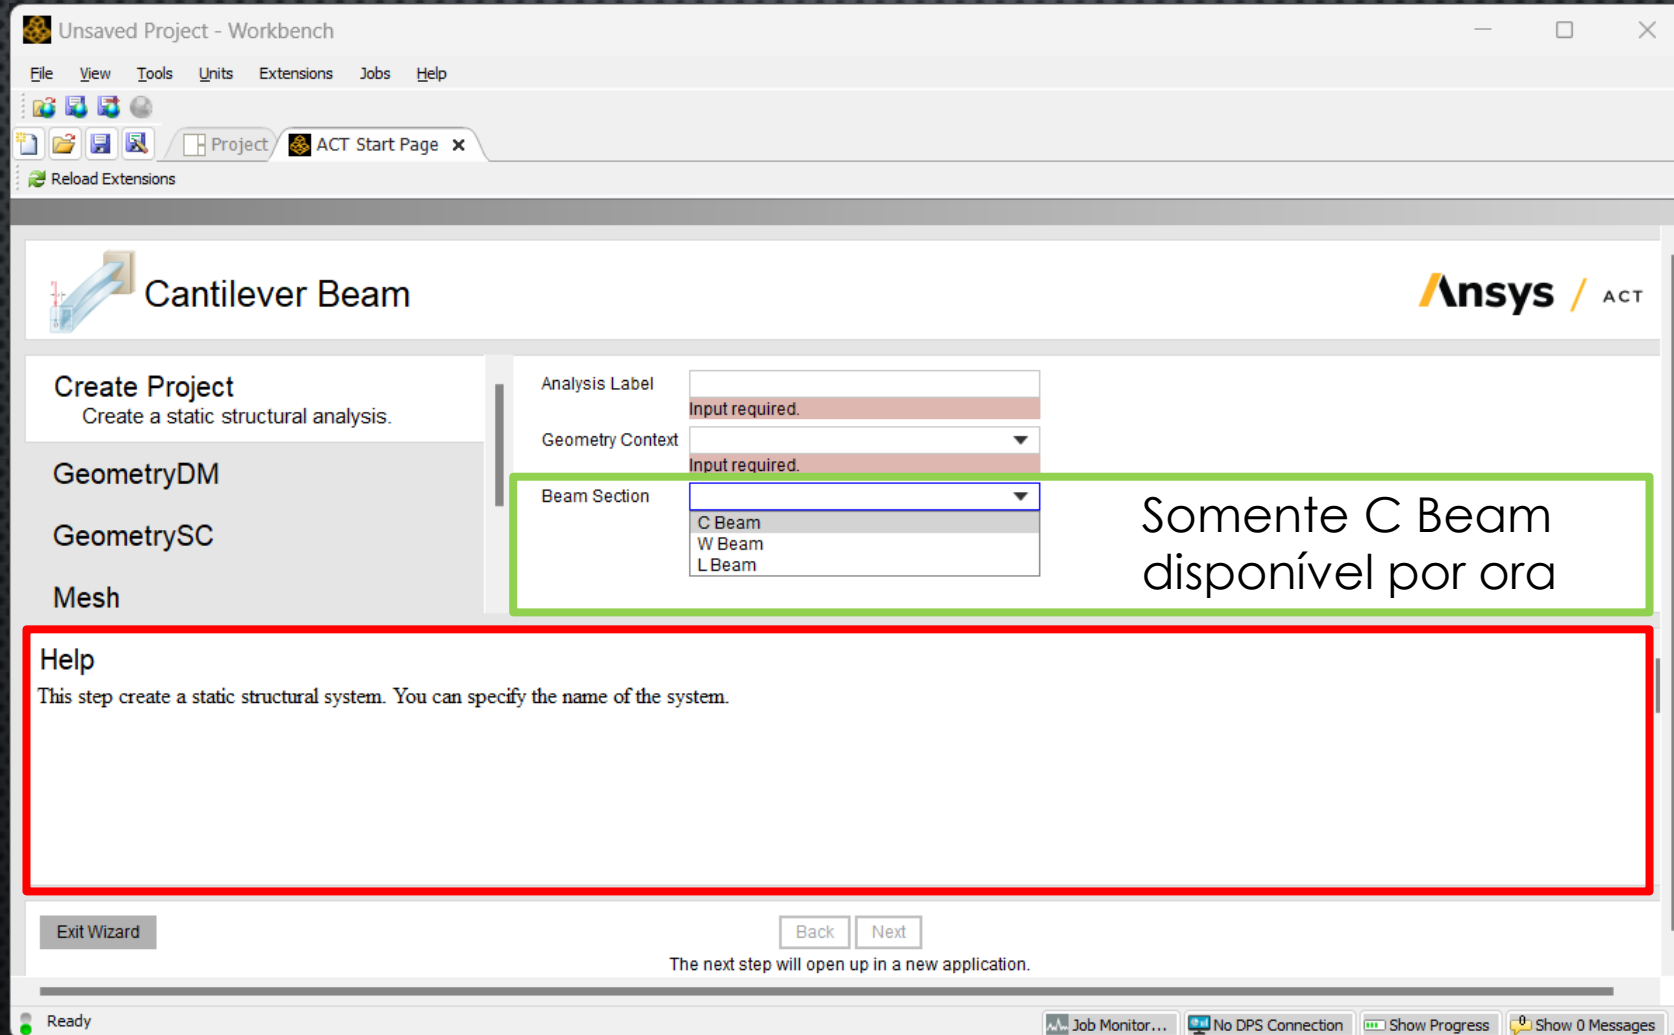 Unsaved Project - Workbench
File View Tools Units Extensions Jobs Help
Project ACT Start Page
Reload Extensions
Cantilever Beam
Ansys / ACT
Create Project
Create a static structural analysis.
GeometryDM
GeometrySC
Mesh
Analysis Label
Input required.
Geometry Context
Input required.
Beam Section
C Beam
W Beam
L Beam
Somente C Beam
disponível por ora
Help
This step create a static structural system. You can specify the name of the system.
Exit Wizard
Back Next
The next step will open up in a new application.
Ready
Job Monitor... No DPS Connection Show Progress 0 Show 0 Messages